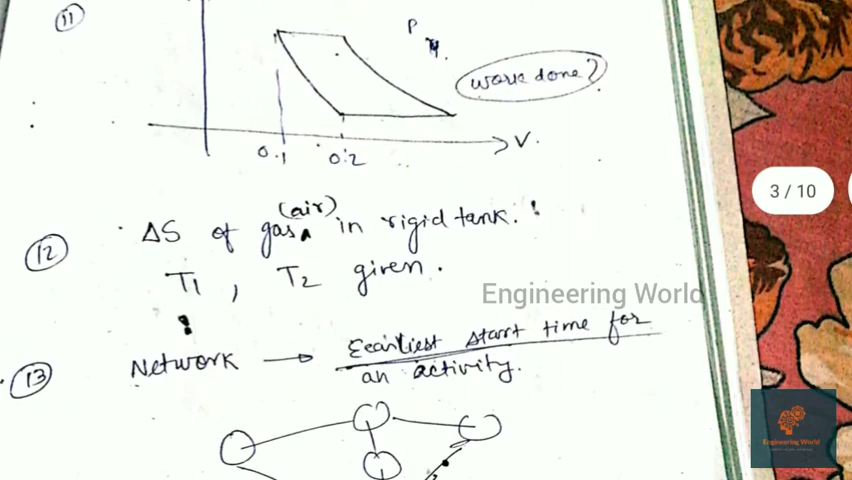 11
P
work done?
V.
0.1
0.2
(air)
12 ΔS of gas in rigid tank.
T1 , T2 given.
Engineering World
13 Network → Eearliest start time for
an activity.
3 / 10
Engineering World